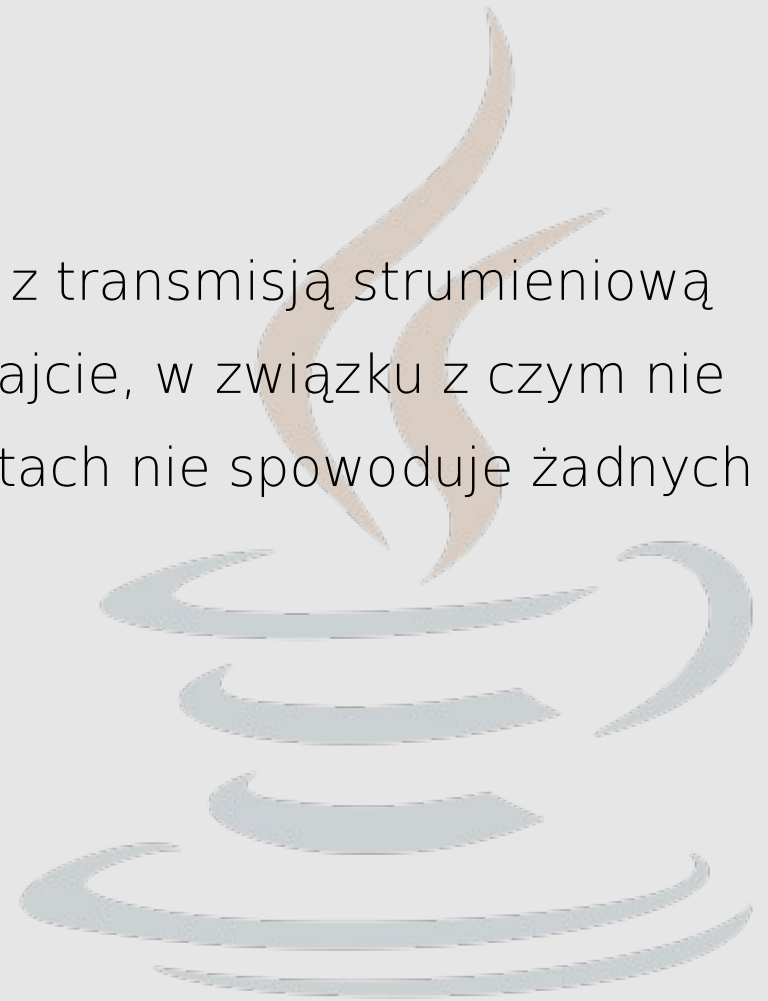 z transmisją strumieniową
ajcie, w związku z czym nie
tach nie spowoduje żadnych